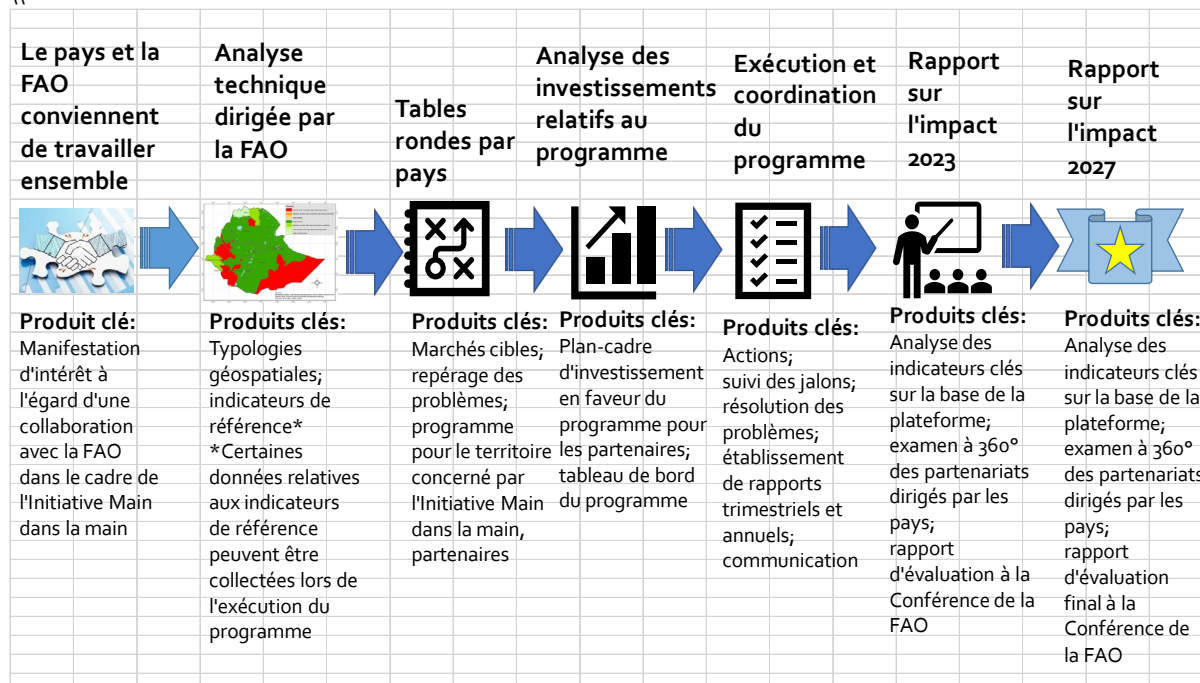 Le pays et la
FAO
conviennent
de travailler
ensemble
Analyse
technique
dirigée par
la FAO
Tables
rondes par
pays
Analyse des
investissements
relatifs au
programme
Exécution et
coordination
du
programme
Rapport
sur
l'impact
2023
Rapport
sur
l'impact
2027
Produit clé:
Manifestation
d'intérêt à
l'égard d'une
collaboration
avec la FAO
dans le cadre de
l'Initiative Main
dans la main
Produits clés:
Typologies
géospatiales;
indicateurs de
référence*
*Certaines
données relatives
aux indicateurs
de référence
peuvent être
collectées lors de
l'exécution du
programme
Produits clés:
Marchés cibles;
repérage des
problèmes;
programme
pour le territoire
concerné par
l'Initiative Main
dans la main,
partenaires
Produits clés:
Plan-cadre
d'investissement
en faveur du
programme pour
les partenaires;
tableau de bord
du programme
Produits clés:
Actions;
suivi des jalons;
résolution des
problèmes;
établissement
de rapports
trimestriels et
annuels;
communication
Produits clés:
Analyse des
indicateurs clés
sur la base de la
plateforme;
examen à 360°
des partenariats
dirigés par les
pays;
rapport
d'évaluation à la
Conférence de la
FAO
Produits clés:
Analyse des
indicateurs clés
sur la base de la
plateforme;
examen à 360°
des partenariats
dirigés par les
pays;
rapport
d'évaluation
final à la
Conférence de
la FAO